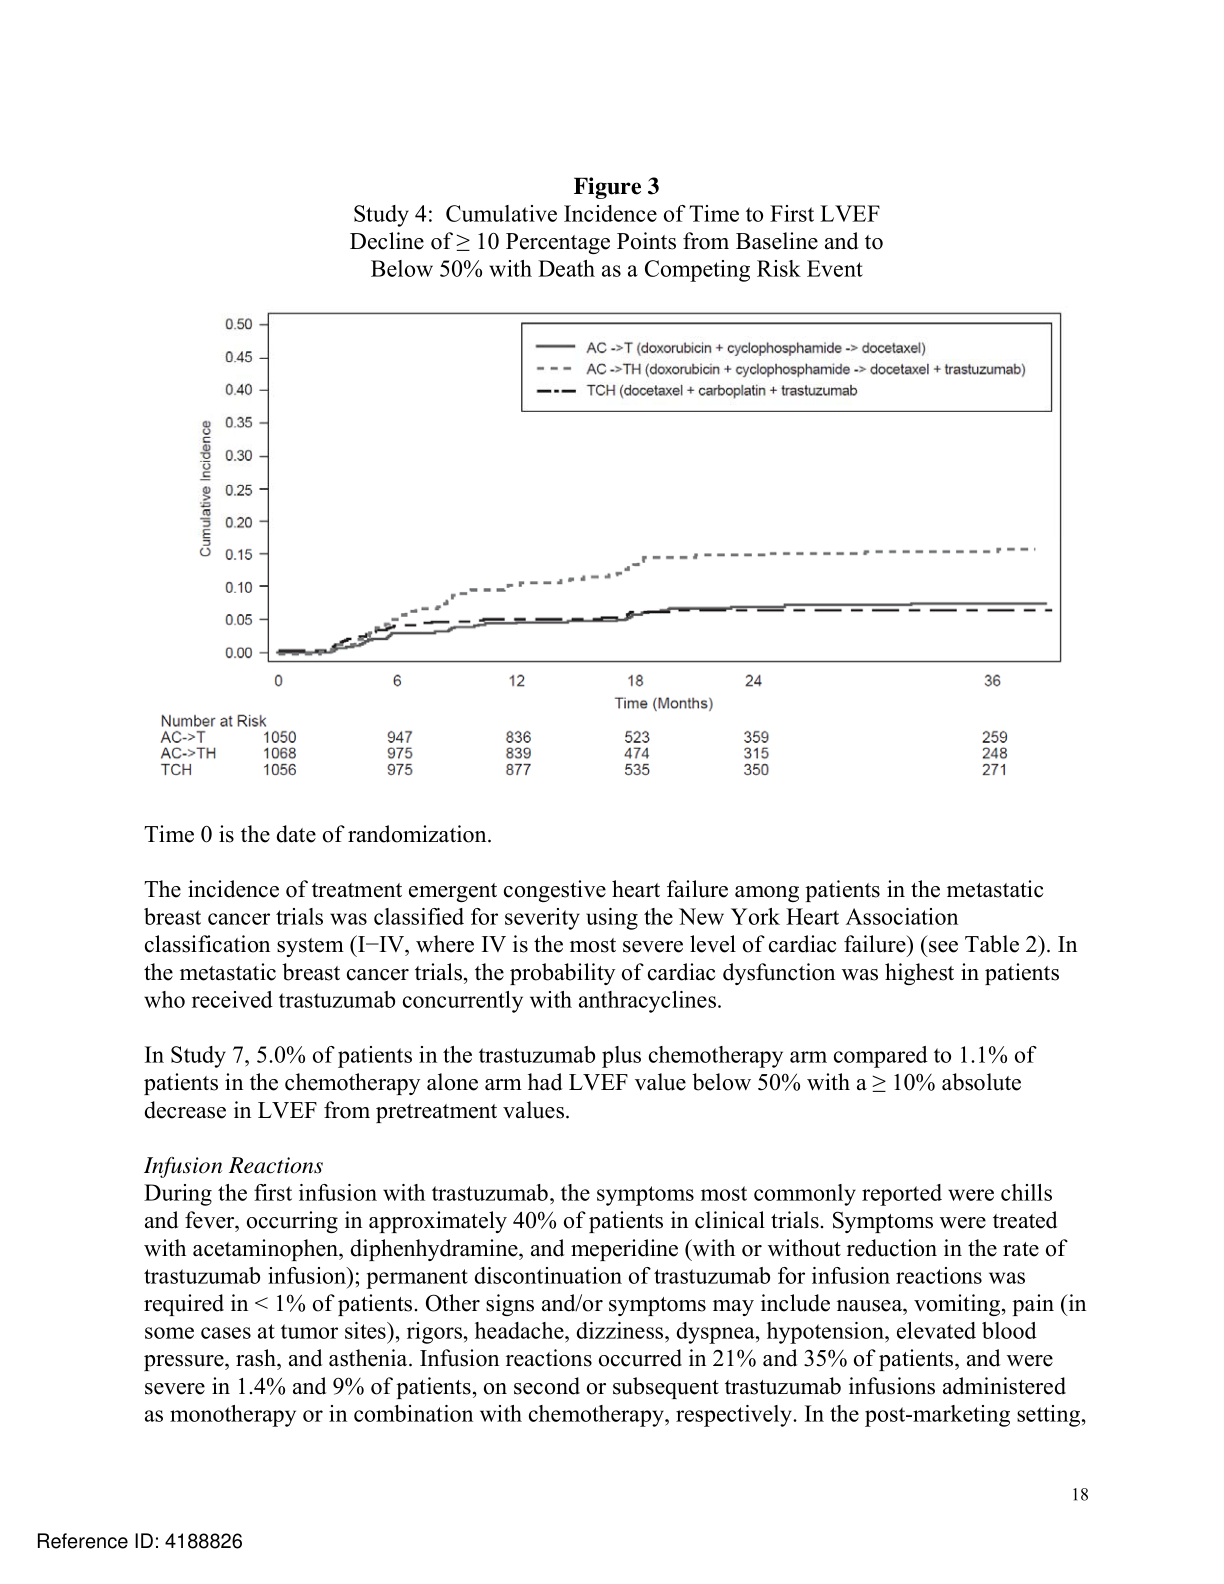 Figure 3
Study 4:  Cumulative Incidence of Time to First LVEF
Decline of ≥ 10 Percentage Points from Baseline and to
Below 50% with Death as a Competing Risk Event
0.50
0.45
0.40
0.35
0.30
0.25
0.20
0.15
0.10
0.05
0.00
Cumulative Incidence
AC ->T (doxorubicin + cyclophosphamide -> docetaxel)
AC ->TH (doxorubicin + cyclophosphamide -> docetaxel + trastuzumab)
TCH (docetaxel + carboplatin + trastuzumab
0 6 12 18 24 36
Time (Months)
Number at Risk
AC->T 1050 947 836 523 359 259
AC->TH 1068 975 839 474 315 248
TCH 1056 975 877 535 350 271
Time 0 is the date of randomization.
The incidence of treatment emergent congestive heart failure among patients in the metastatic
breast cancer trials was classified for severity using the New York Heart Association
classification system (I−IV, where IV is the most severe level of cardiac failure) (see Table 2). In
the metastatic breast cancer trials, the probability of cardiac dysfunction was highest in patients
who received trastuzumab concurrently with anthracyclines.
In Study 7, 5.0% of patients in the trastuzumab plus chemotherapy arm compared to 1.1% of
patients in the chemotherapy alone arm had LVEF value below 50% with a ≥ 10% absolute
decrease in LVEF from pretreatment values.
Infusion Reactions
During the first infusion with trastuzumab, the symptoms most commonly reported were chills
and fever, occurring in approximately 40% of patients in clinical trials. Symptoms were treated
with acetaminophen, diphenhydramine, and meperidine (with or without reduction in the rate of
trastuzumab infusion); permanent discontinuation of trastuzumab for infusion reactions was
required in < 1% of patients. Other signs and/or symptoms may include nausea, vomiting, pain (in
some cases at tumor sites), rigors, headache, dizziness, dyspnea, hypotension, elevated blood
pressure, rash, and asthenia. Infusion reactions occurred in 21% and 35% of patients, and were
severe in 1.4% and 9% of patients, on second or subsequent trastuzumab infusions administered
as monotherapy or in combination with chemotherapy, respectively. In the post-marketing setting,
18
Reference ID: 4188826